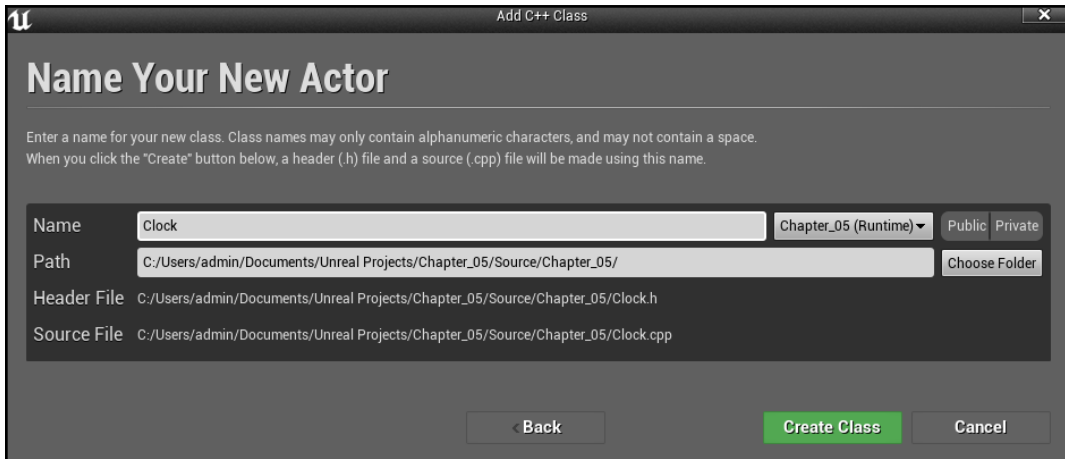 Add C++ Class
Name Your New Actor
Enter a name for your new class. Class names may only contain alphanumeric characters, and may not contain a space.
When you click the "Create" button below, a header (.h) file and a source (.cpp) file will be made using this name.
Name Clock Chapter_05 (Runtime) Public Private
Path C:/Users/admin/Documents/Unreal Projects/Chapter_05/Source/Chapter_05/ Choose Folder
Header File C:/Users/admin/Documents/Unreal Projects/Chapter_05/Source/Chapter_05/Clock.h
Source File C:/Users/admin/Documents/Unreal Projects/Chapter_05/Source/Chapter_05/Clock.cpp
Back Create Class Cancel